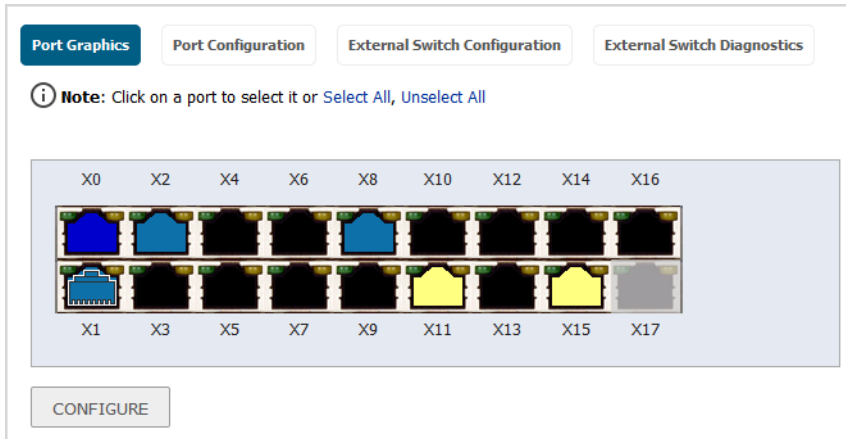 Port Graphics Port Configuration External Switch Configuration External Switch Diagnostics
Note: Click on a port to select it or Select All, Unselect All
X0 X2 X4 X6 X8 X10 X12 X14 X16
X1 X3 X5 X7 X9 X11 X13 X15 X17
CONFIGURE